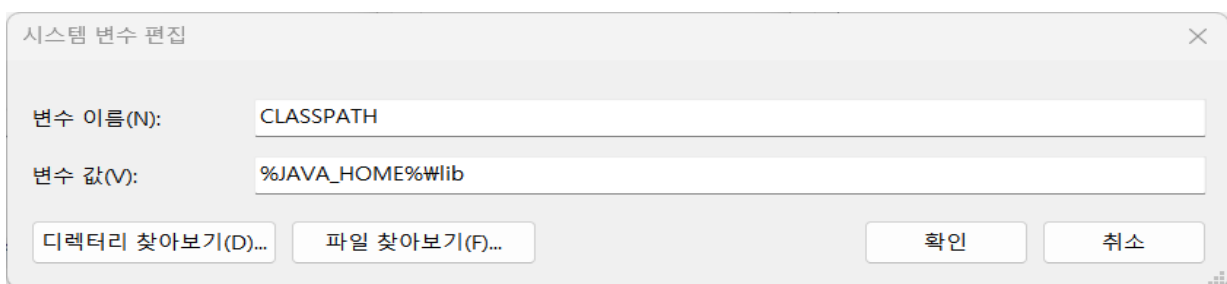 시스템 변수 편집
변수 이름(N): CLASSPATH
변수 값(V): %JAVA_HOME%₩lib
디렉터리 찾아보기(D)... 파일 찾아보기(F)... 확인 취소